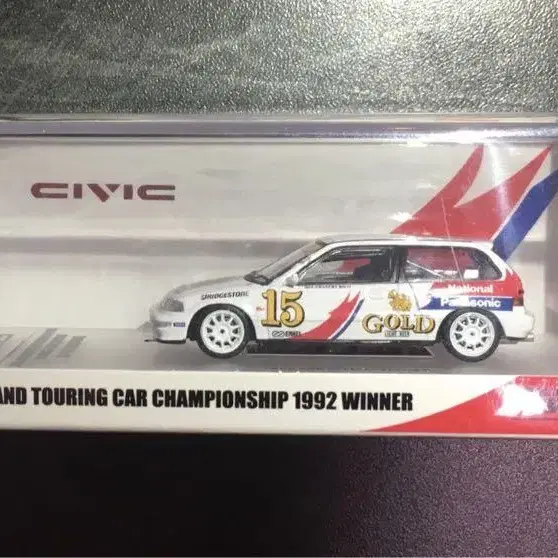 CIVIC
BRIDGESTONE
15
GOLD
National
Panasonic
AND TOURING CAR CHAMPIONSHIP 1992 WINNER